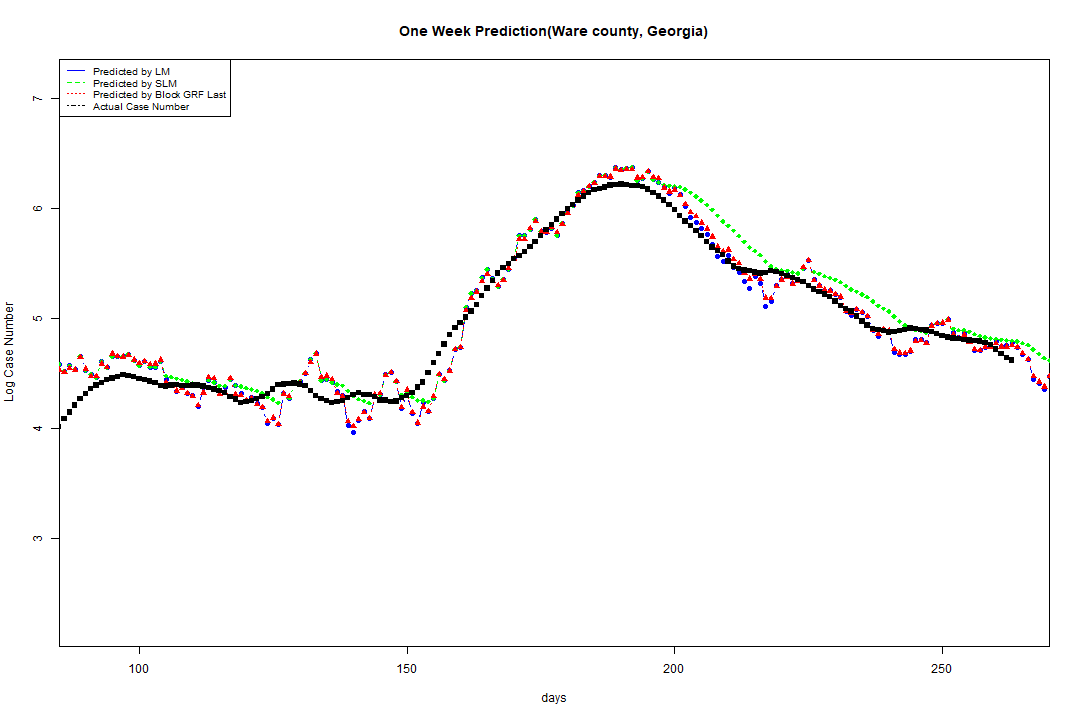 One Week Prediction(Ware county, Georgia)
Predicted by LM
Predicted by SLM
Predicted by Block GRF Last
Actual Case Number
7
6
5
4
3
Log Case Number
100
150
200
250
days